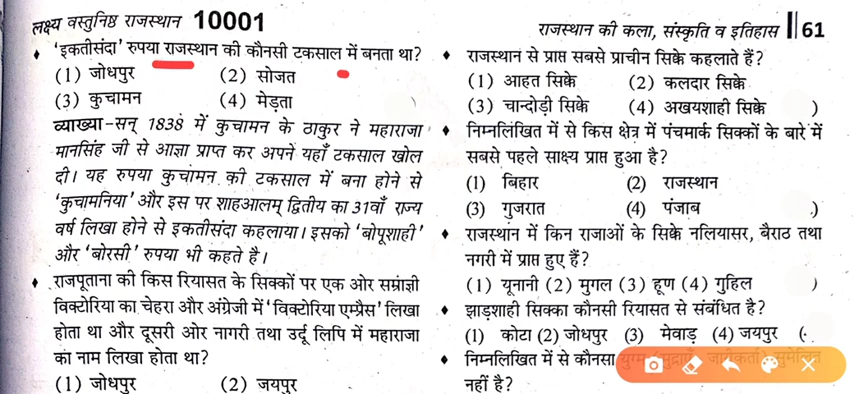 लक्ष्य वस्तुनिष्ठ राजस्थान 10001
♦ 'इकतीसंदा' रुपया राजस्थान की कौनसी टकसाल में बनता था?
(1) जोधपुर (2) सोजत
(3) कुचामन (4) मेड़ता
व्याख्या-सन् 1838 में कुचामन के ठाकुर ने महाराजा
मानसिंह जी से आज्ञा प्राप्त कर अपने यहाँ टकसाल खोल
दी। यह रुपया कुचामन की टकसाल में बना होने से
'कुचामनिया' और इस पर शाहआलम् द्वितीय का 31वाँ राज्य
वर्ष लिखा होने से इकतीसंदा कहलाया। इसको 'बोपूशाही'
और 'बोरसी' रुपया भी कहते है।
♦ राजपूताना की किस रियासत के सिक्कों पर एक ओर सम्राज्ञी
विक्टोरिया का चेहरा और अंग्रेजी में 'विक्टोरिया एम्प्रैस' लिखा
होता था और दूसरी ओर नागरी तथा उर्दू लिपि में महाराजा
का नाम लिखा होता था?
(1) जोधपुर (2) जयपुर
राजस्थान की कला, संस्कृति व इतिहास 61
♦ राजस्थान से प्राप्त सबसे प्राचीन सिक्के कहलाते हैं?
(1) आहत सिक्के (2) कलदार सिक्के
(3) चान्दोड़ी सिक्के (4) अखयशाही सिक्के )
♦ निम्नलिखित में से किस क्षेत्र में पंचमार्क सिक्कों के बारे में
सबसे पहले साक्ष्य प्राप्त हुआ है?
(1) बिहार (2) राजस्थान
(3) गुजरात (4) पंजाब )
♦ राजस्थान में किन राजाओं के सिक्के नलियासर, बैराठ तथा
नगरी में प्राप्त हुए हैं?
(1) यूनानी (2) मुगल (3) हूण (4) गुहिल )
♦ झाड़शाही सिक्का कौनसी रियासत से संबंधित है?
(1) कोटा (2) जोधपुर (3) मेवाड़ (4) जयपुर (
♦ निम्नलिखित में से कौनसा युग्म
नहीं है?